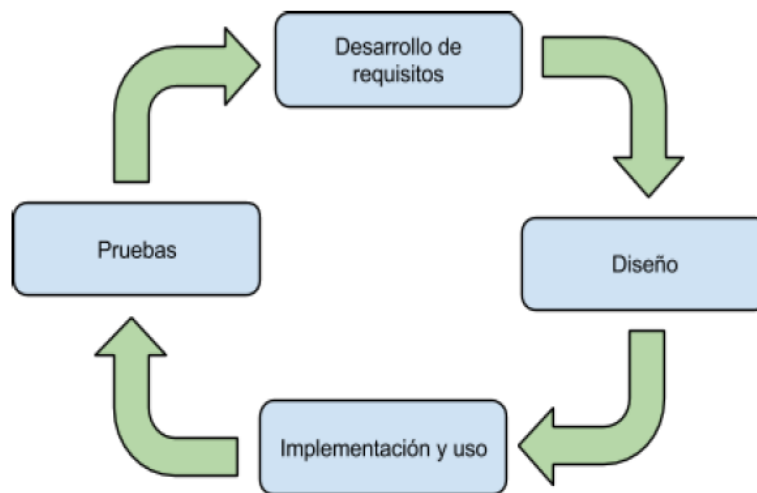 Desarrollo de
requisitos
Pruebas
Diseño
Implementación y uso